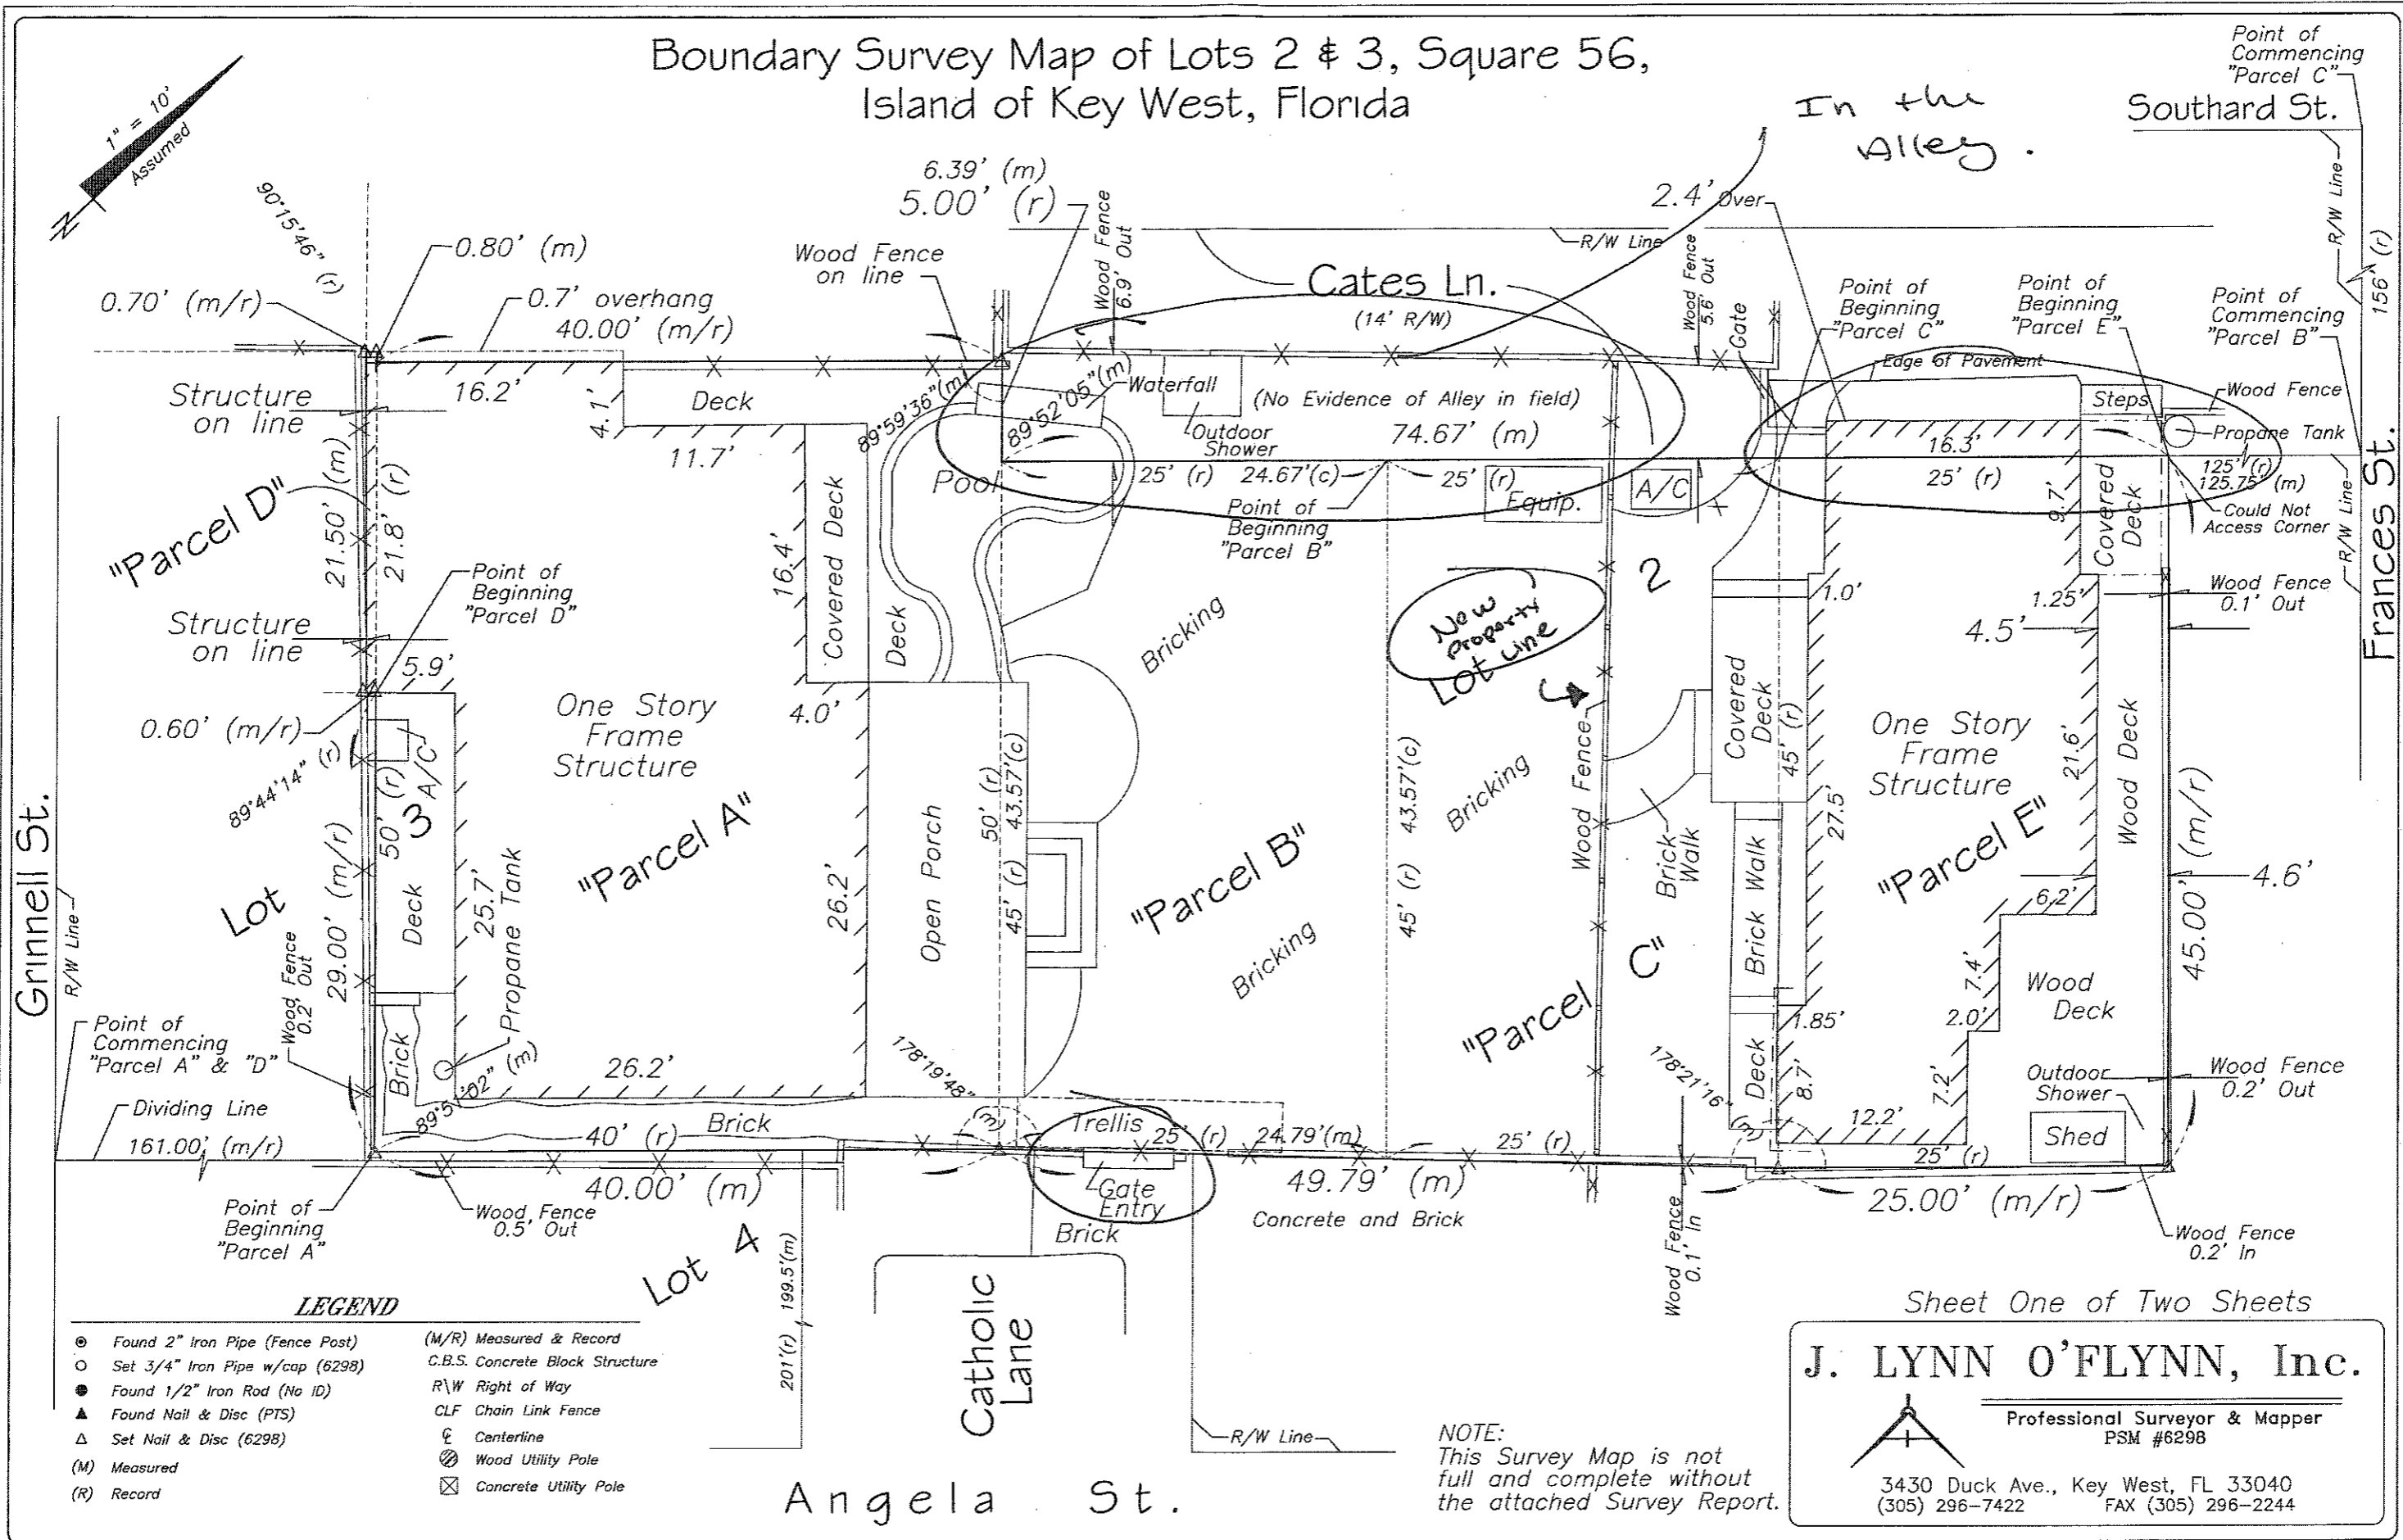 Boundary Survey Map of Lots 2 & 3, Square 56,
Island of Key West, Florida
1" = 10'
Assumed
N
In the
Alley.
Point of
Commencing
"Parcel C"
Southard St.
R/W Line
156' (r)
90°15'46" (r)
0.80' (m)
0.70' (m/r)
0.7' overhang
40.00' (m/r)
Wood Fence
on line
6.39' (m)
5.00' (r)
Wood Fence
6.9' Out
2.4' Over
R/W Line
Cates Ln.
(14' R/W)
Wood Fence
5.6' Out
Gate
Point of
Beginning
"Parcel C"
Point of
Beginning
"Parcel E"
Point of
Commencing
"Parcel B"
Edge of Pavement
Wood Fence
Steps
Propane Tank
Structure
on line
16.2'
4.1'
Deck
11.7'
89°59'36"(m)
89°52'05"(m)
Waterfall
Outdoor
Shower
(No Evidence of Alley in field)
74.67' (m)
16.3'
25' (r)
125' (r)
125.75' (m)
Could Not
Access Corner
R/W Line
Frances St.
Pool
25' (r)
24.67'(c)
25' (r)
Equip.
A/C
Point of
Beginning
"Parcel B"
9.7'
Covered
Deck
"Parcel D"
21.50' (m)
21.8' (r)
16.4'
Covered Deck
Deck
Bricking
New
Property
Lot Line
Lot
2
1.0'
1.25'
4.5'
Wood Fence
0.1' Out
Point of
Beginning
"Parcel D"
Structure
on line
5.9'
0.60' (m/r)
89°44'14" (r)
4.0'
One Story
Frame
Structure
A/C
50' (r)
3
Lot
29.00' (m/r)
Deck
25.7'
"Parcel A"
26.2'
Open Porch
50' (r)
45' (r)
43.57'(c)
"Parcel B"
43.57'(c)
45' (r)
Bricking
Bricking
Wood Fence
Brick
Walk
Covered
Deck
45' (r)
27.5'
Brick Walk
One Story
Frame
Structure
21.6'
"Parcel E"
Wood Deck
45.00' (m/r)
4.6'
6.2'
7.4'
Wood
Deck
2.0'
Grinnell St.
R/W Line
Wood Fence
0.2' Out
Point of
Commencing
"Parcel A" & "D"
Dividing Line
161.00' (m/r)
Brick
Propane Tank
89°51'02" (m)
26.2'
Brick
40' (r)
178°19'48"
(m)
Trellis
25' (r)
24.79'(m)
25' (r)
49.79' (m)
"Parcel C"
178°21'16"
(m)
Deck
1.85'
8.7'
12.2'
7.2'
Outdoor
Shower
Shed
Wood Fence
0.2' Out
25' (r)
25.00' (m/r)
Wood Fence
0.2' In
Point of
Beginning
"Parcel A"
Wood Fence
0.5' Out
40.00' (m)
Gate
Entry
Brick
Concrete and Brick
Wood Fence
0.1' In
Lot 4
201'(r) 199.5'(m)
Catholic
Lane
R/W Line
Angela St.
LEGEND
Found 2" Iron Pipe (Fence Post)
Set 3/4" Iron Pipe w/cap (6298)
Found 1/2" Iron Rod (No ID)
Found Nail & Disc (PTS)
Set Nail & Disc (6298)
(M) Measured
(R) Record
(M/R) Measured & Record
C.B.S. Concrete Block Structure
R\W Right of Way
CLF Chain Link Fence
℄ Centerline
Wood Utility Pole
Concrete Utility Pole
NOTE:
This Survey Map is not
full and complete without
the attached Survey Report.
Sheet One of Two Sheets
J. LYNN O'FLYNN, Inc.
Professional Surveyor & Mapper
PSM #6298
3430 Duck Ave., Key West, FL 33040
(305) 296-7422 FAX (305) 296-2244